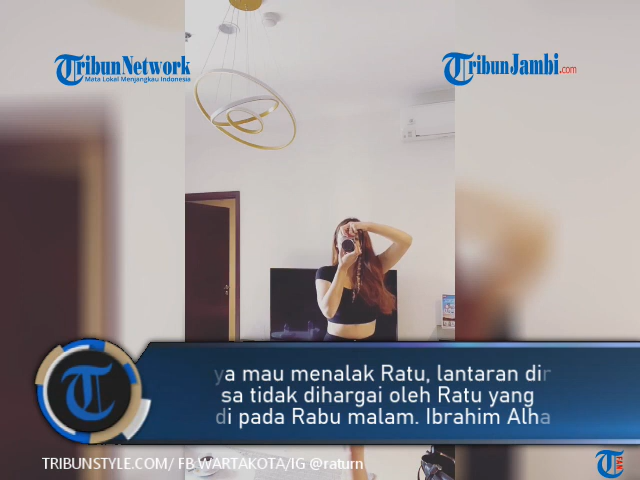 TribunNetwork
Mata Lokal Menjangkau Indonesia
TribunJambi.com
ya mau menalak Ratu, lantaran dir
sa tidak dihargai oleh Ratu yang
di pada Rabu malam. Ibrahim Alha
TRIBUNSTYLE.COM/ FB WARTAKOTA/IG @raturn
T FAN